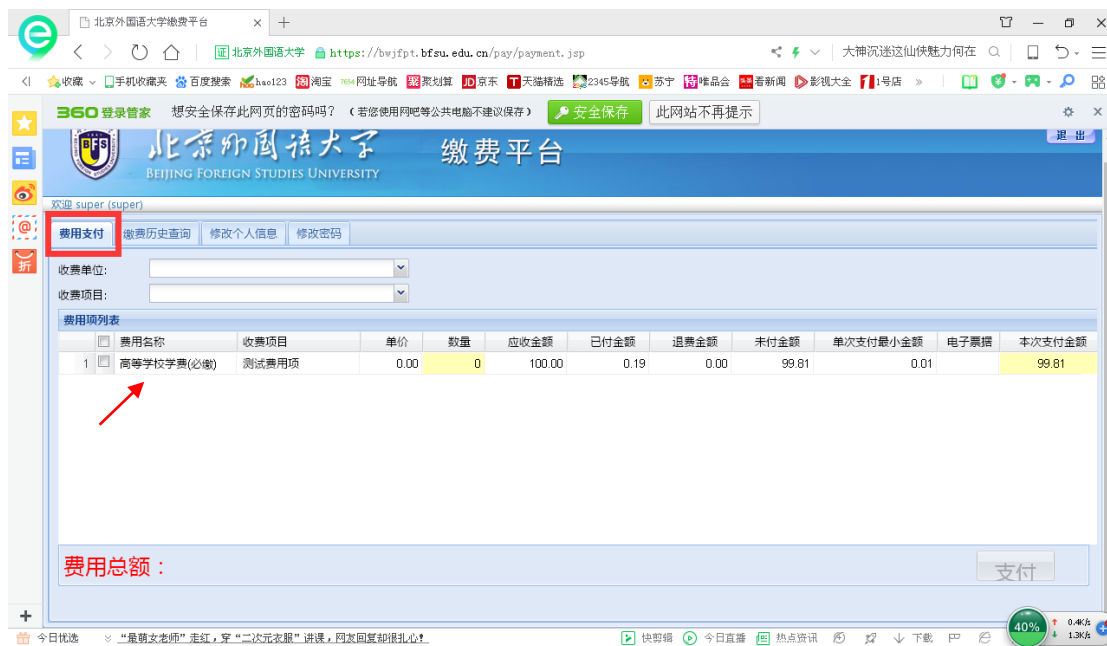 北京外国语大学缴费平台
证 北京外国语大学 https://bwjfpt.bfsu.edu.cn/pay/payment.jsp 大神沉迷这仙侠魅力何在
收藏 手机收藏夹 百度搜索 hao123 淘 淘宝 7654 网址导航 聚 聚划算 JD 京东 T 天猫精选 2345导航 苏宁 特 唯品会 看新闻 影视大全 1号店 »
360 登录管家 想安全保存此网页的密码吗? (若您使用网吧等公共电脑不建议保存) 安全保存 此网站不再提示
BFS 北京外国语大学 缴费平台 退 出
BEIJING FOREIGN STUDIES UNIVERSITY
欢迎 super (super)
@
折
费用支付 缴费历史查询 修改个人信息 修改密码
收费单位:
收费项目:
费用项列表
费用名称 收费项目 单价 数量 应收金额 已付金额 退费金额 未付金额 单次支付最小金额 电子票据 本次支付金额
1 高等学校学费(必缴) 测试费用项 0.00 0 100.00 0.19 0.00 99.81 0.01 99.81
费用总额： 支付
今日优选 “最萌女老师”走红，穿“二次元衣服”讲课，网友回复却很扎心! 快剪辑 今日直播 热点资讯 下载 40% 0.4K/s
1.3K/s